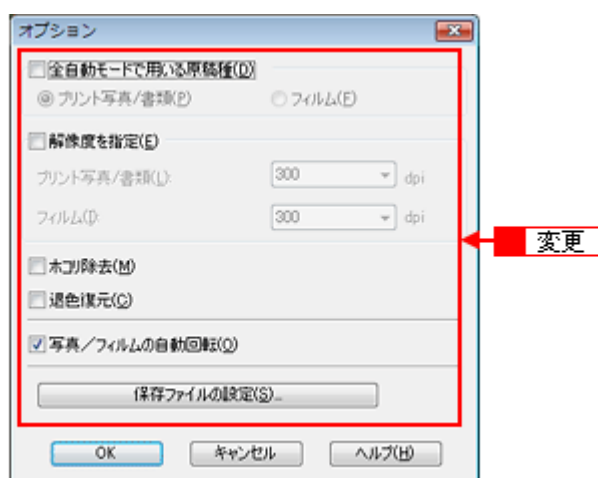 オプション
全自動モードで用いる原稿種(D)
プリント写真/書類(P) フィルム(F)
解像度を指定(E)
プリント写真/書類(L): 300 dpi
フィルム(I): 300 dpi
変更
ホコリ除去(M)
退色復元(C)
写真/フィルムの自動回転(O)
保存ファイルの設定(S)...
OK キャンセル ヘルプ(H)